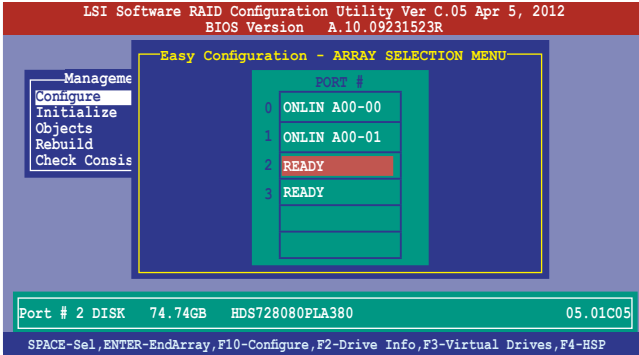 LSI Software RAID Configuration Utility Ver C.05 Apr 5, 2012
BIOS Version A.10.09231523R
Easy Configuration - ARRAY SELECTION MENU
Manageme
Configure
Initialize
Objects
Rebuild
Check Consis
PORT #
0 ONLIN A00-00
1 ONLIN A00-01
2 READY
3 READY
Port # 2 DISK 74.74GB HDS728080PLA380 05.01C05
SPACE-Sel,ENTER-EndArray,F10-Configure,F2-Drive Info,F3-Virtual Drives,F4-HSP